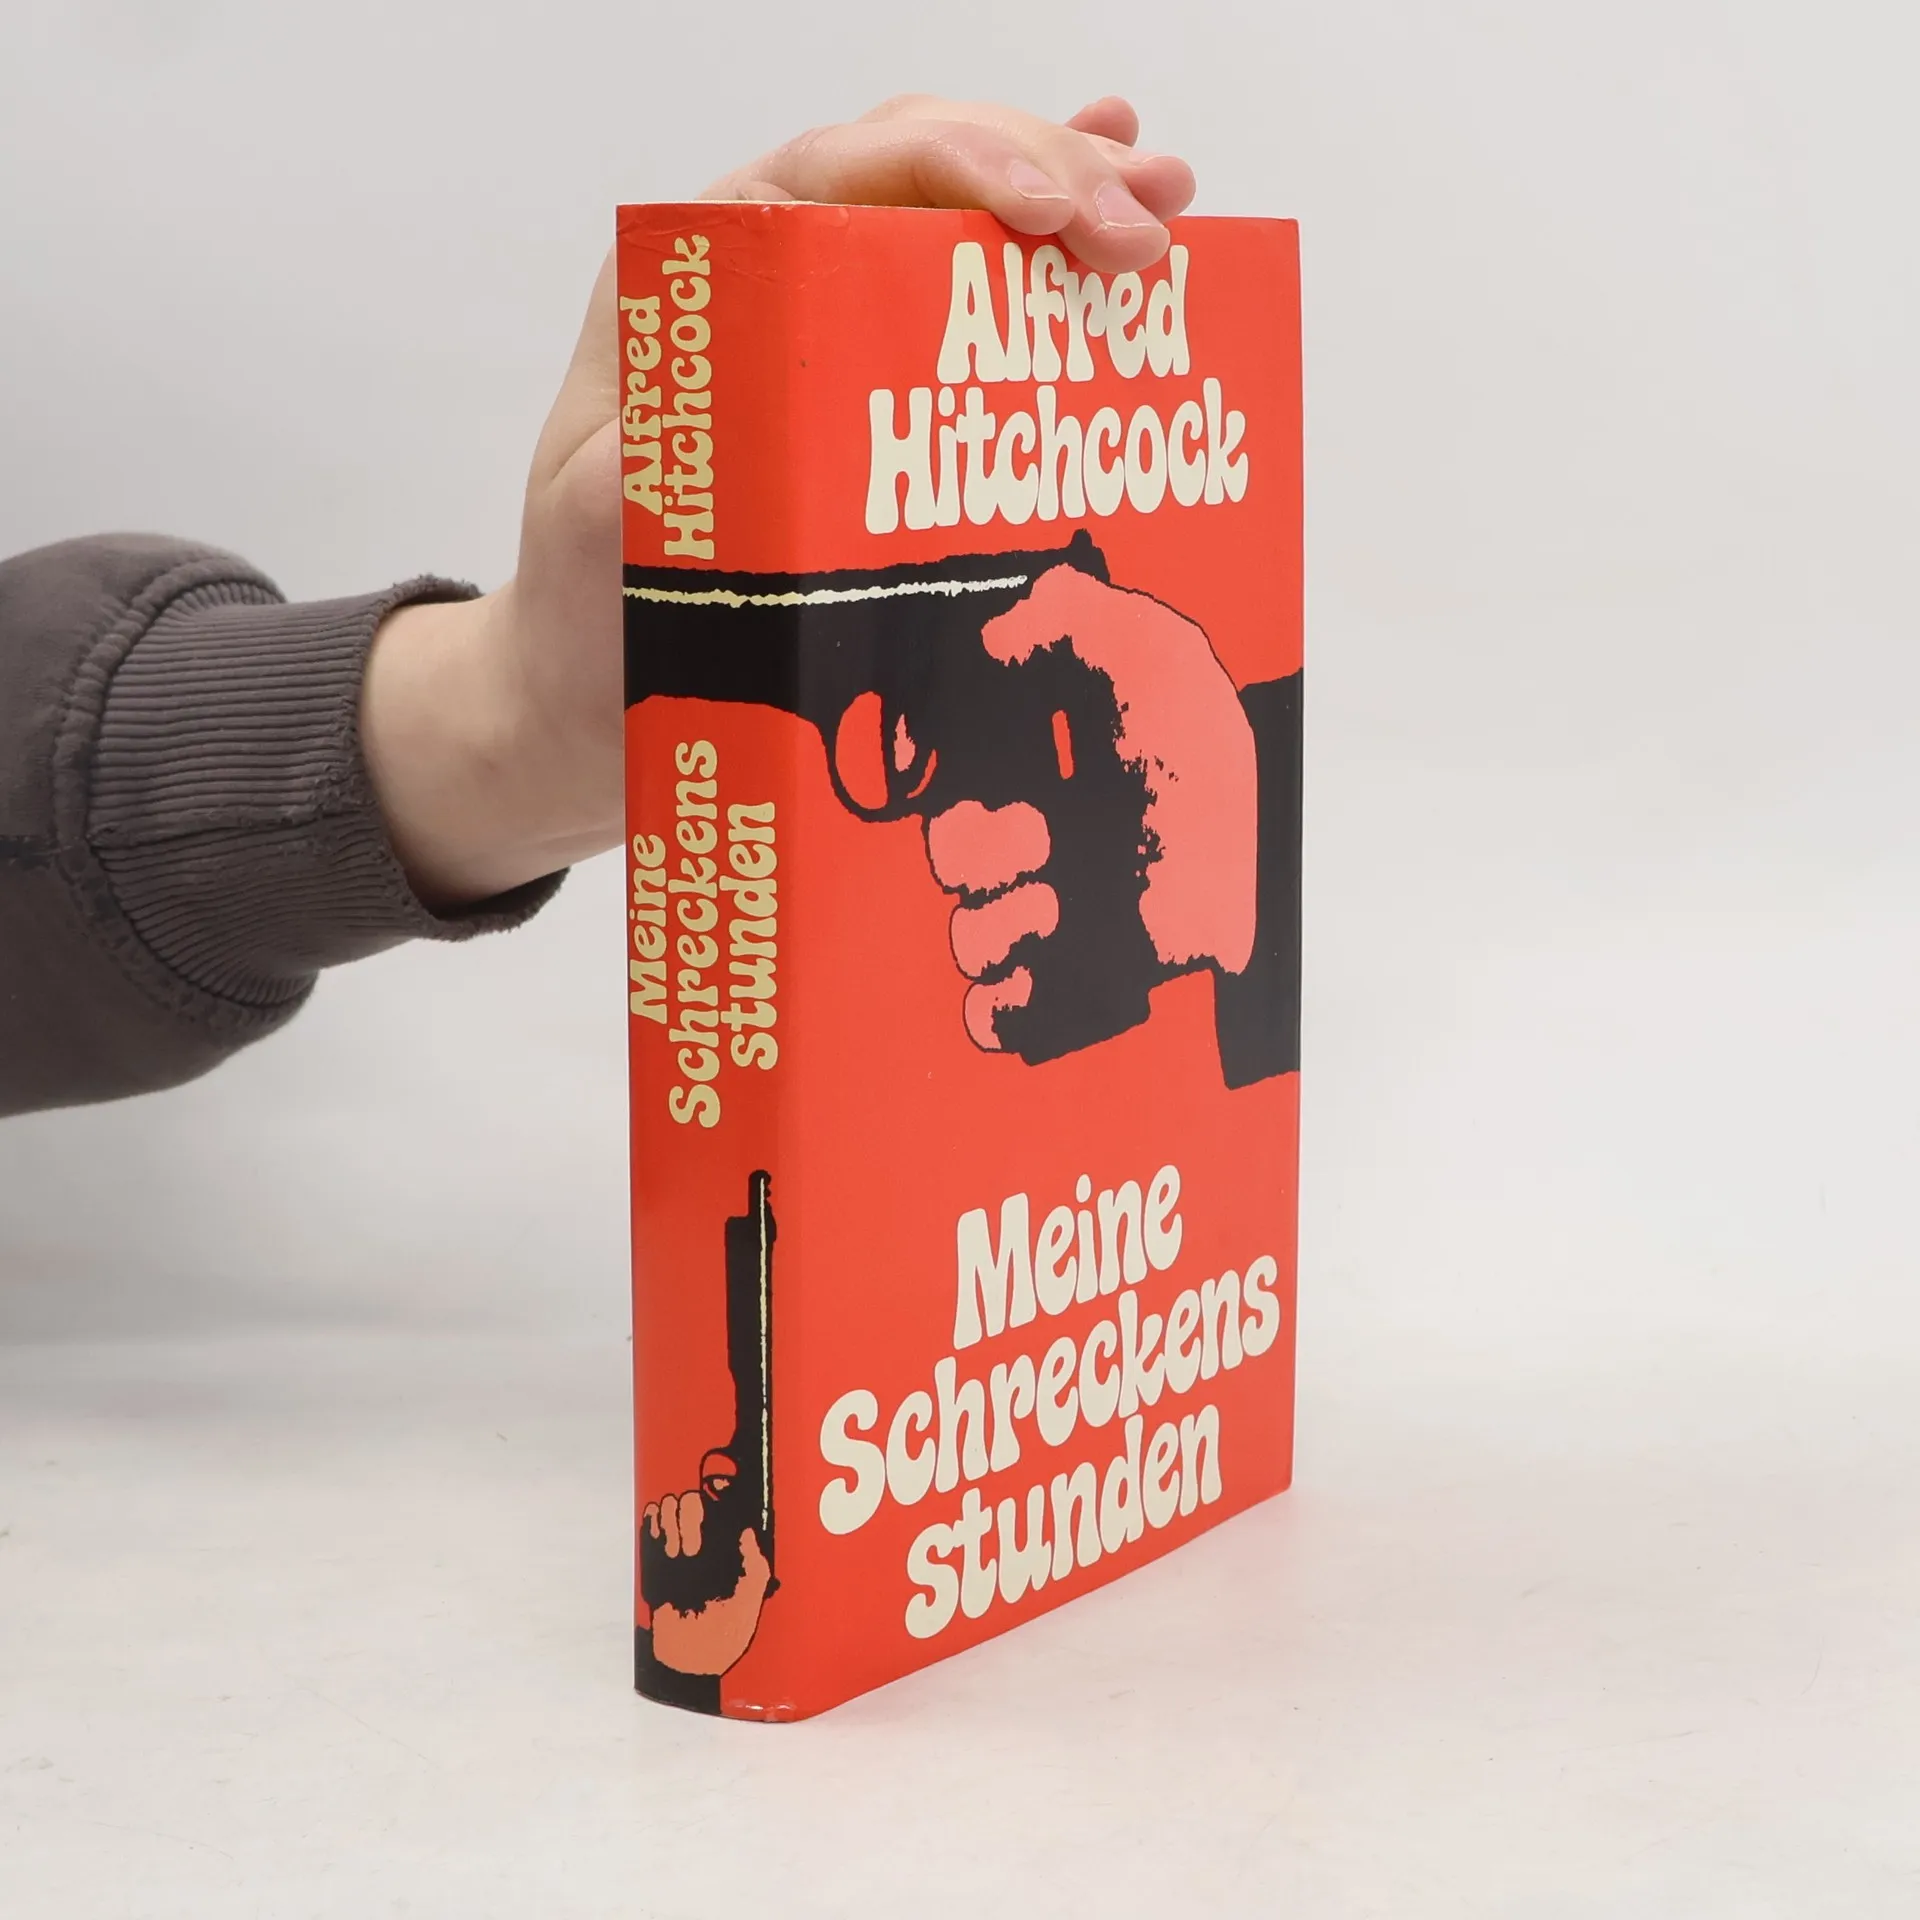 Alfred
Hitchcock
Meine
Schreckens
stunden
Alfred
Hitchcock
Meine
Schreckens
stunden